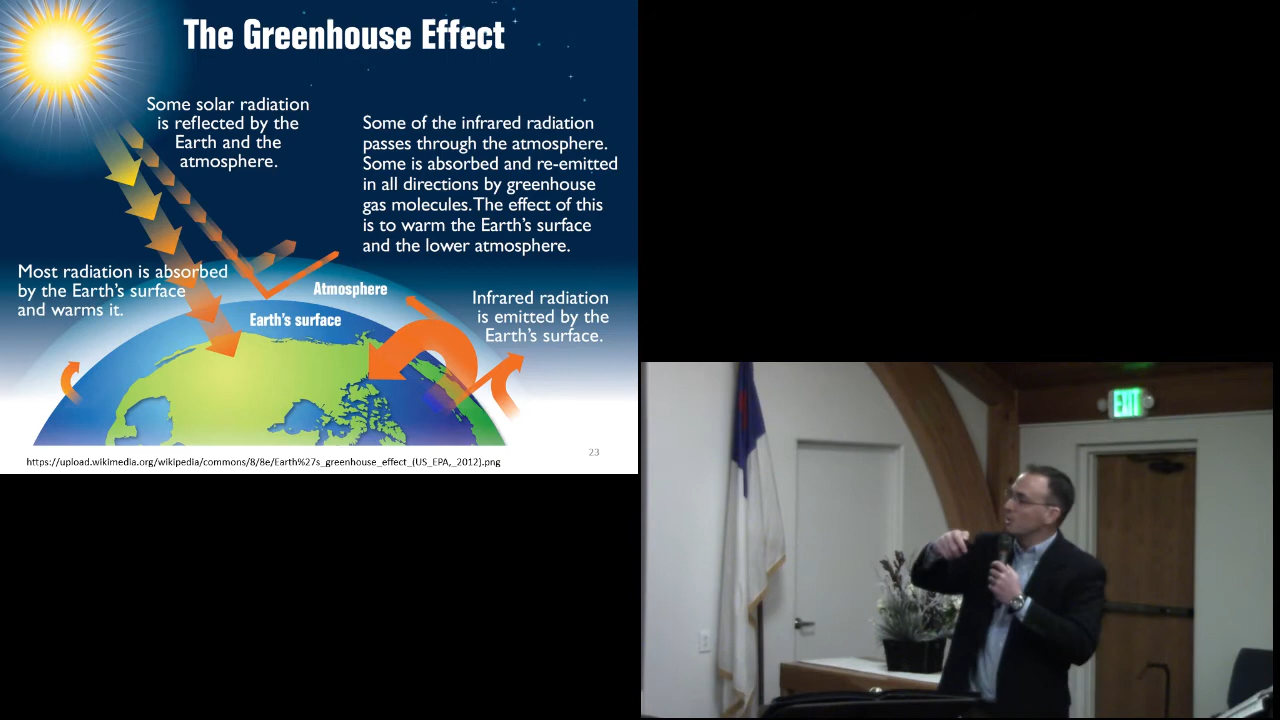 The Greenhouse Effect
Some solar radiation
is reflected by the
Earth and the
atmosphere.
Some of the infrared radiation
passes through the atmosphere.
Some is absorbed and re-emitted
in all directions by greenhouse
gas molecules. The effect of this
is to warm the Earth's surface
and the lower atmosphere.
Most radiation is absorbed
by the Earth's surface
and warms it.
Atmosphere
Earth's surface
Infrared radiation
is emitted by the
Earth's surface.
23
https://upload.wikimedia.org/wikipedia/commons/8/8e/Earth%27s_greenhouse_effect_(US_EPA,_2012).png
EXIT